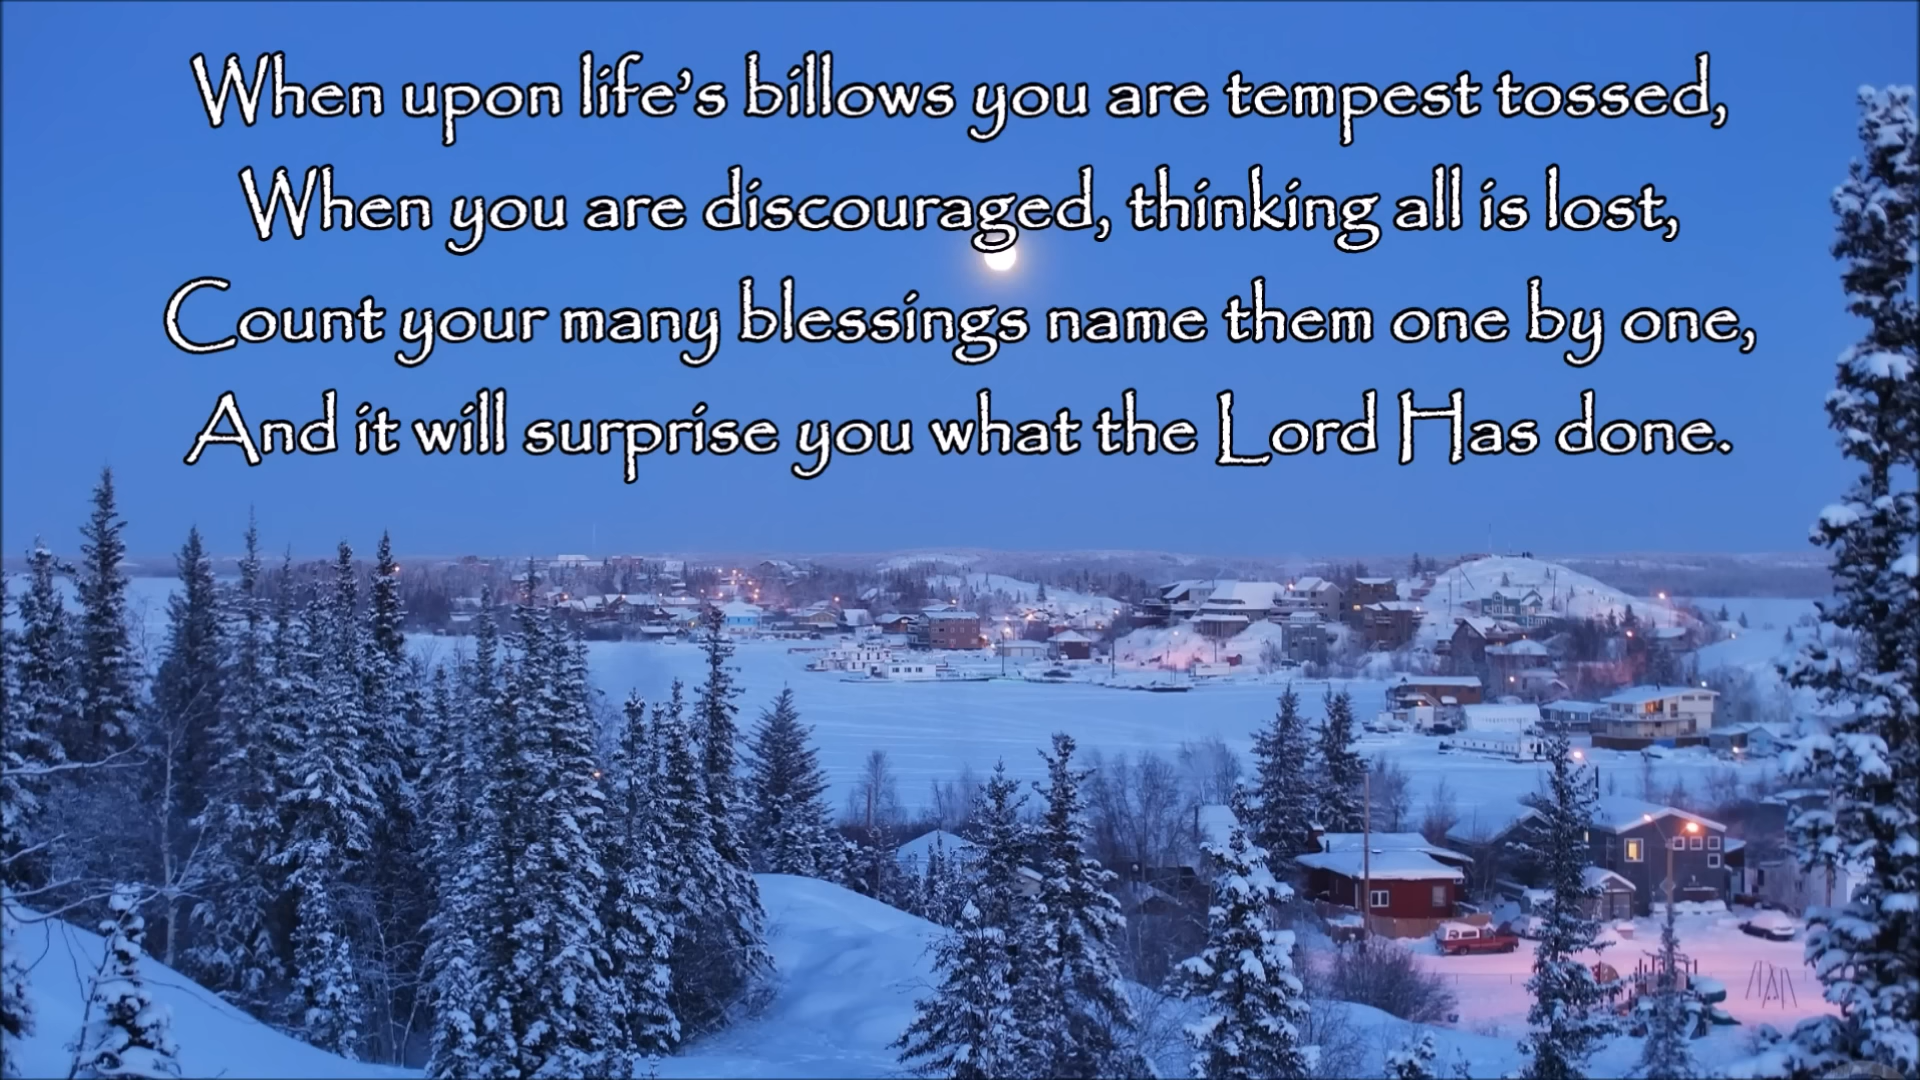 When upon life’s billows you are tempest tossed,
When you are discouraged, thinking all is lost,
Count your many blessings name them one by one,
And it will surprise you what the Lord Has done.